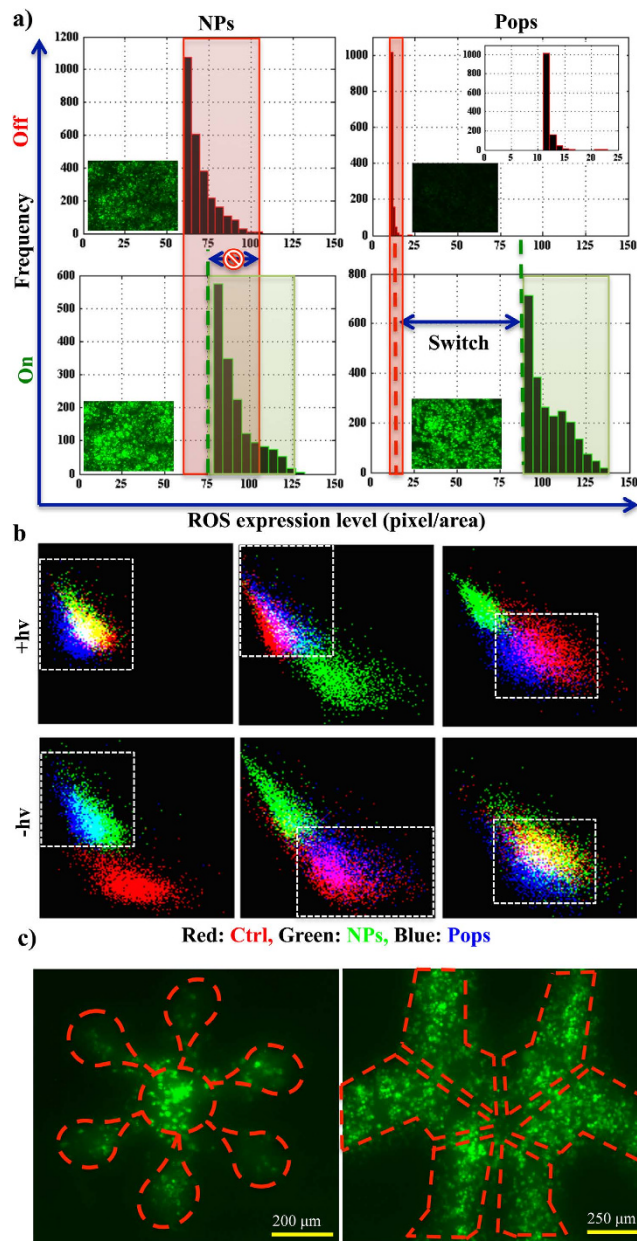 a)
NPs
Pops
Off
On
Frequency
1200
1000
800
600
400
200
0
0 25 50 75 100 125 150
1000
800
600
400
200
0
0 25 50 75 100 125 150
1000
800
600
400
200
0
0 5 10 15 20 25
600
500
400
300
200
100
0
0 25 50 75 100 125 150
800
600
400
200
0
0 25 50 75 100 125 150
Switch
ROS expression level (pixel/area)
b
+hv
-hv
Red: Ctrl, Green: NPs, Blue: Pops
c)
200 μm
250 μm